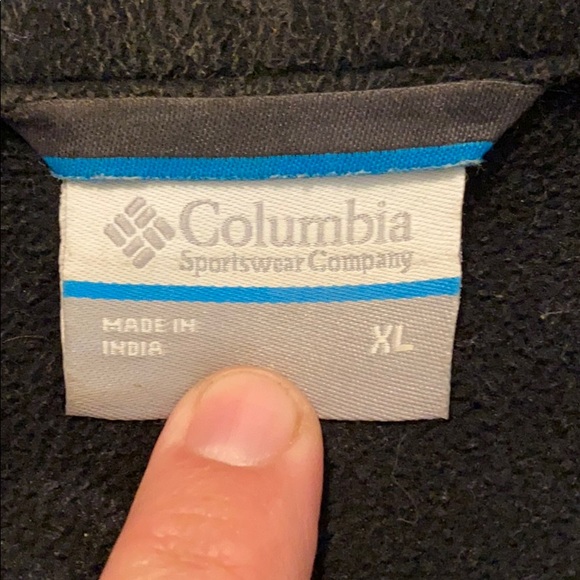 Columbia
Sportswear Company
MADE IN
INDIA
XL